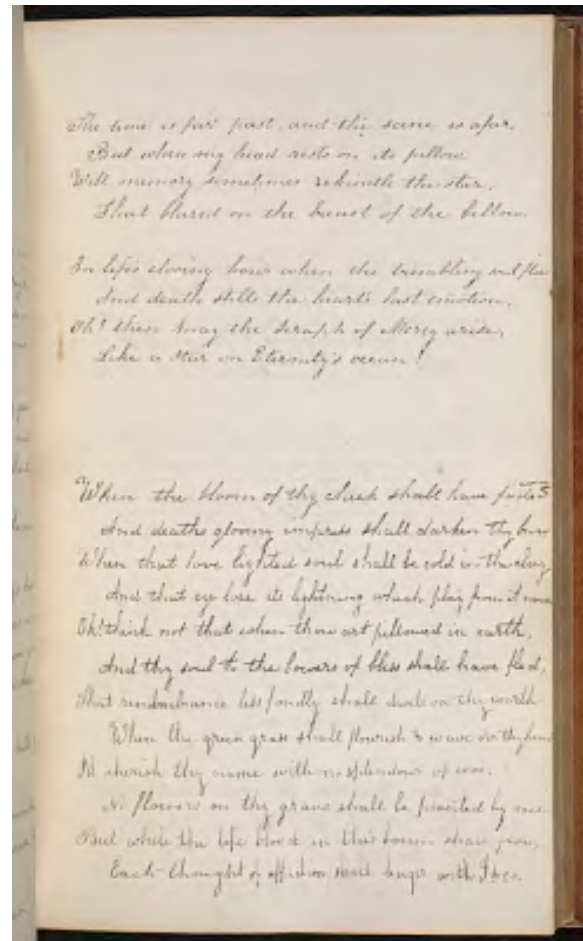 The time is far past, and the scene is afar,
But when my head rests on its pillow
Will memory sometimes rekindle the star,
That blazed on the breast of the billow.
In life's closing hour when the trembling soul flies
And death stills the hearts last emotion,
Oh! then may the Seraph of Mercy arise,
Like a star on Eternity's ocean!
When the bloom of thy cheek shall have faded
And deaths gloomy impress shall darken thy brow
When that love lighted soul shall be cold in the clay
And that eye lose its lightning which play from it now
Oh! think not that when thou art pillowed in earth,
And thy soul to the bowers of bliss shall have fled,
That remembrance less fondly shall dwell on thy worth
When the green grass shall flourish & wave oer thy head
I'd cherish thy name with no splendour of woe,
No flowers on thy grave shall be planted by me
But while the life blood in this bosom shall flow,
Each thought of affection shall linger with Thee.